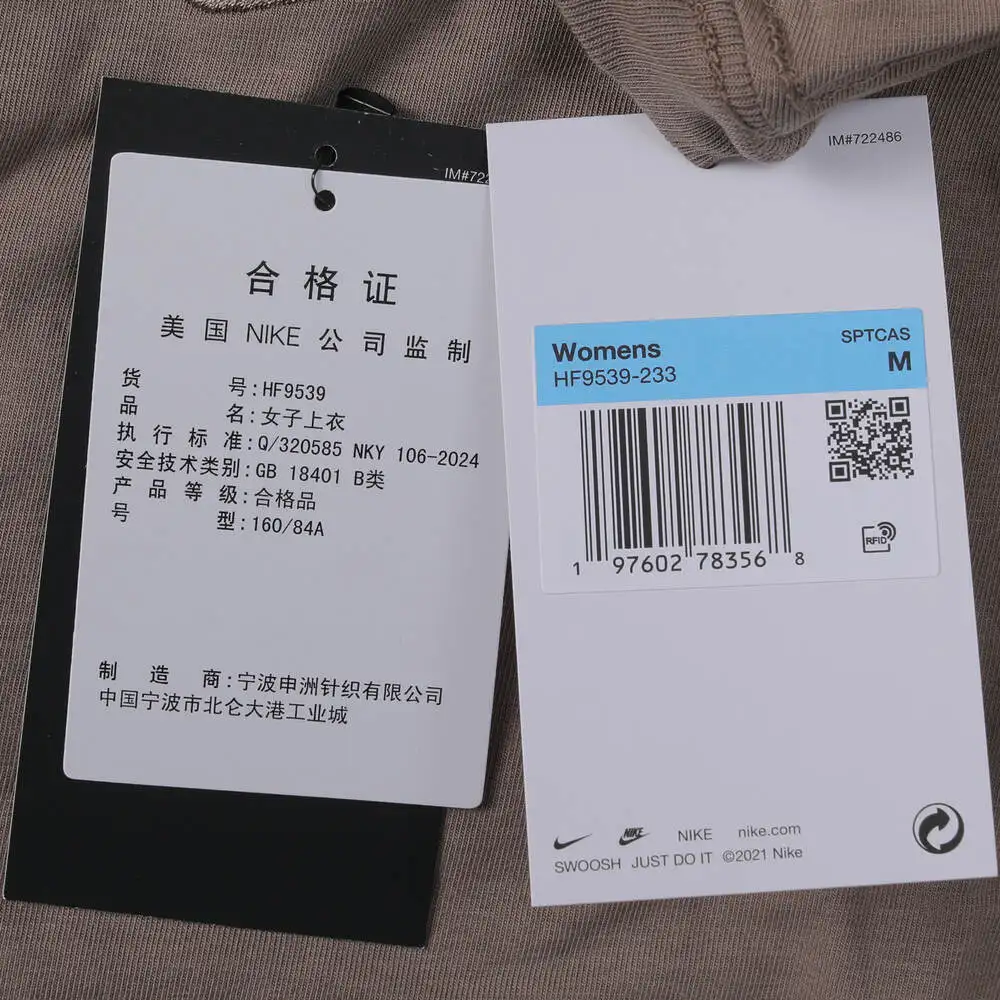 IM#722
合格证
美国 NIKE 公司监制
货号:HF9539
品名:女子上衣
执行标准:Q/320585 NKY 106-2024
安全技术类别:GB 18401 B类
产品等级:合格品
号型:160/84A
制造商:宁波申洲针织有限公司
中国宁波市北仑大港工业城
IM#722486
Womens
HF9539-233
SPTCAS
M
1 97602 78356 8
RFID
NIKE NIKE nike.com
SWOOSH JUST DO IT ©2021 Nike